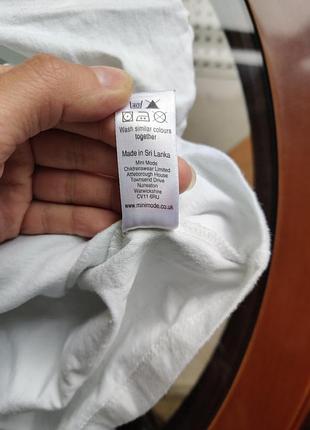 Wash similar colours
together
Made in Sri Lanka
Mini Mode
Childrenswear Limited
Attleborough House
Townsend Drive
Nuneaton
Warwickshire
CV11 6RU
www.minimode.co.uk